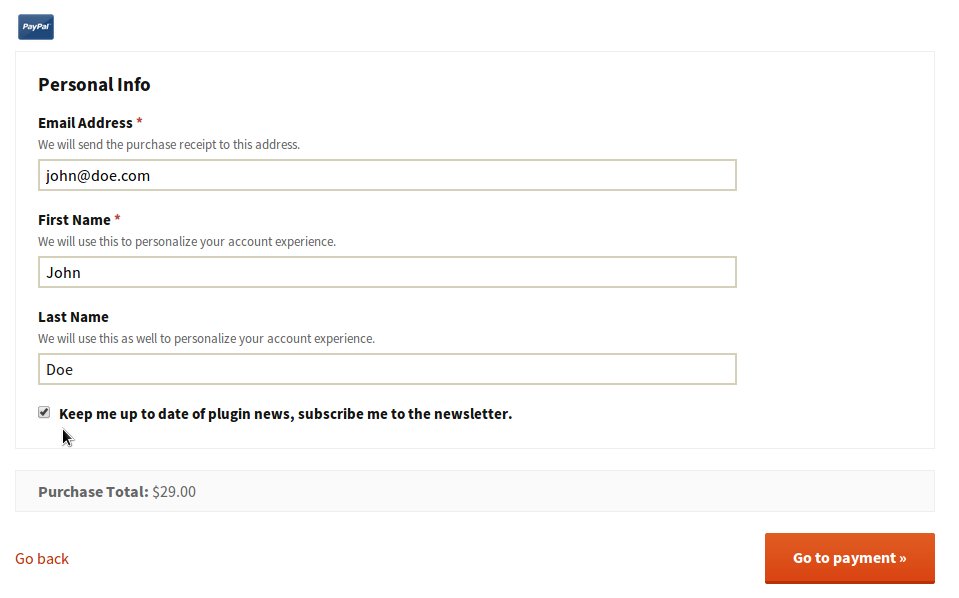 PayPal
Personal Info
Email Address *
We will send the purchase receipt to this address.
john@doe.com
First Name *
We will use this to personalize your account experience.
John
Last Name
We will use this as well to personalize your account experience.
Doe
Keep me up to date of plugin news, subscribe me to the newsletter.
Purchase Total: $29.00
Go back
Go to payment »